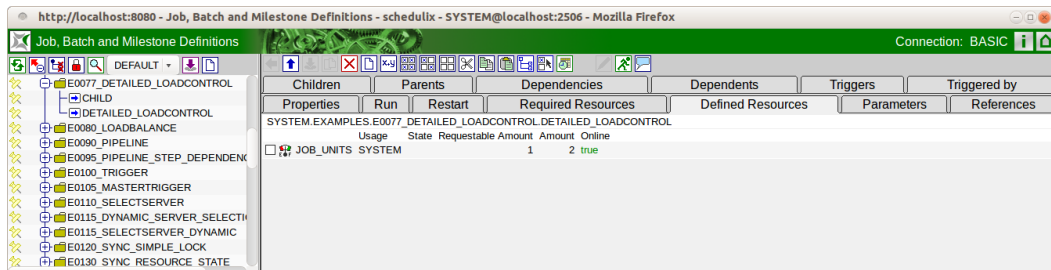 http://localhost:8080 - Job, Batch and Milestone Definitions - schedulix - SYSTEM@localhost:2506 - Mozilla Firefox
Job, Batch and Milestone Definitions
Connection: BASIC
DEFAULT
E0077_DETAILED_LOADCONTROL
CHILD
DETAILED_LOADCONTROL
E0080_LOADBALANCE
E0090_PIPELINE
E0095_PIPELINE_STEP_DEPENDEN
E0100_TRIGGER
E0105_MASTERTRIGGER
E0110_SELECTSERVER
E0115_DYNAMIC_SERVER_SELECTI
E0115_SELECTSERVER_DYNAMIC
E0120_SYNC_SIMPLE_LOCK
E0130_SYNC_RESOURCE_STATE
Children Parents Dependencies Dependents Triggers Triggered by
Properties Run Restart Required Resources Defined Resources Parameters References
SYSTEM.EXAMPLES.E0077_DETAILED_LOADCONTROL.DETAILED_LOADCONTROL
Usage State Requestable Amount Amount Online
JOB_UNITS SYSTEM 1 2 true